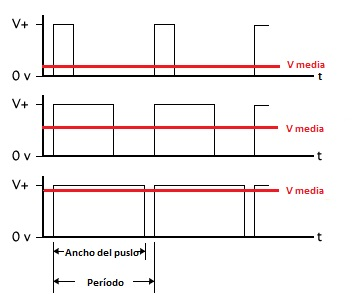 V+
V media
0 v
t
V+
V media
0 v
t
V+
V media
0 v
t
Ancho del puslo
Período